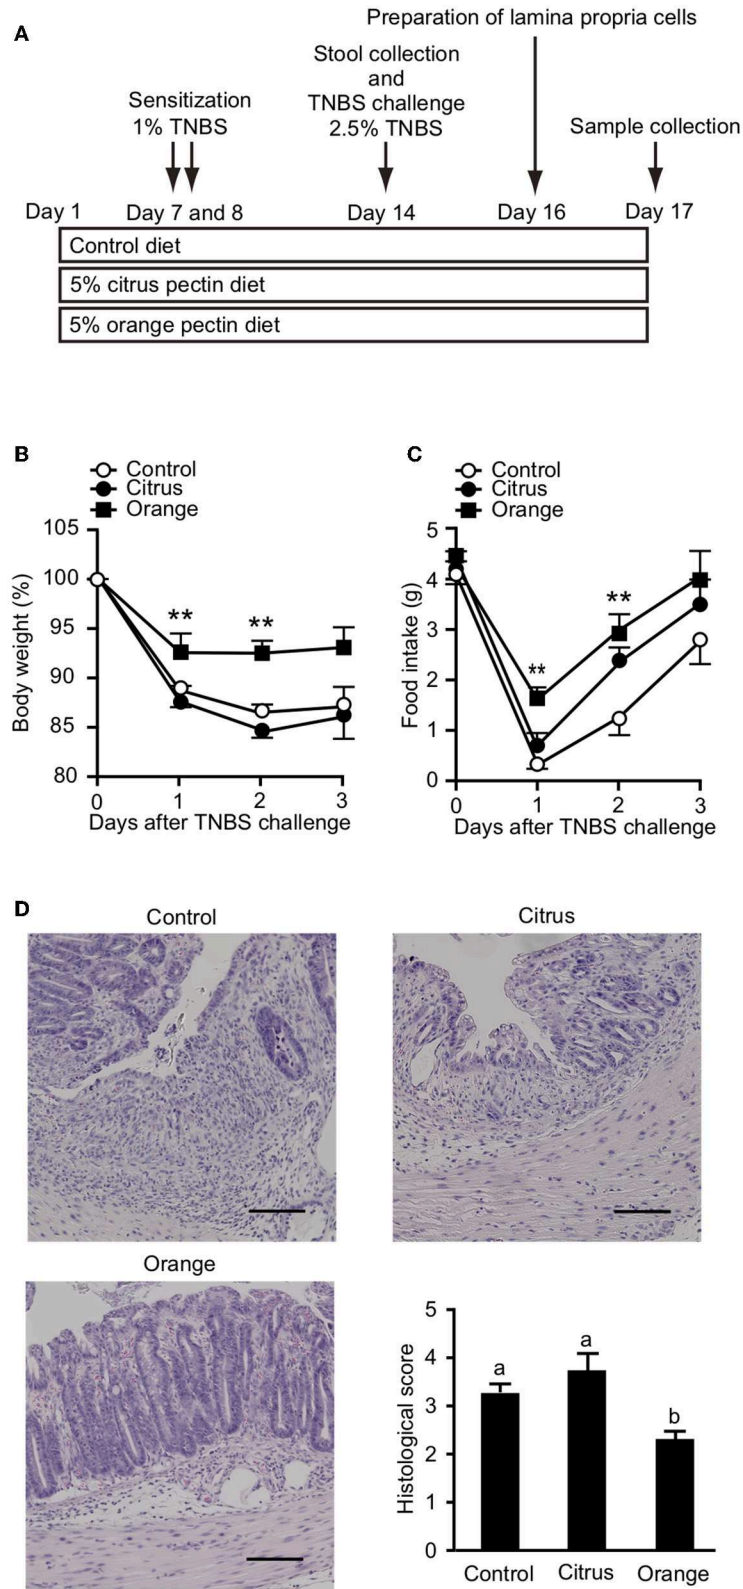 A
Preparation of lamina propria cells
Stool collection
and
TNBS challenge
2.5% TNBS
Sensitization
1% TNBS
Sample collection
Day 1
Day 7 and 8
Day 14
Day 16
Day 17
Control diet
5% citrus pectin diet
5% orange pectin diet
B
Control
Citrus
Orange
105
100
95
90
85
80
Body weight (%)
**
**
0
1
2
3
Days after TNBS challenge
C
Control
Citrus
Orange
5
4
3
2
1
0
Food intake (g)
**
**
0
1
2
3
Days after TNBS challenge
D
Control
Citrus
Orange
5
4
3
2
1
0
Histological score
a
a
b
Control
Citrus
Orange